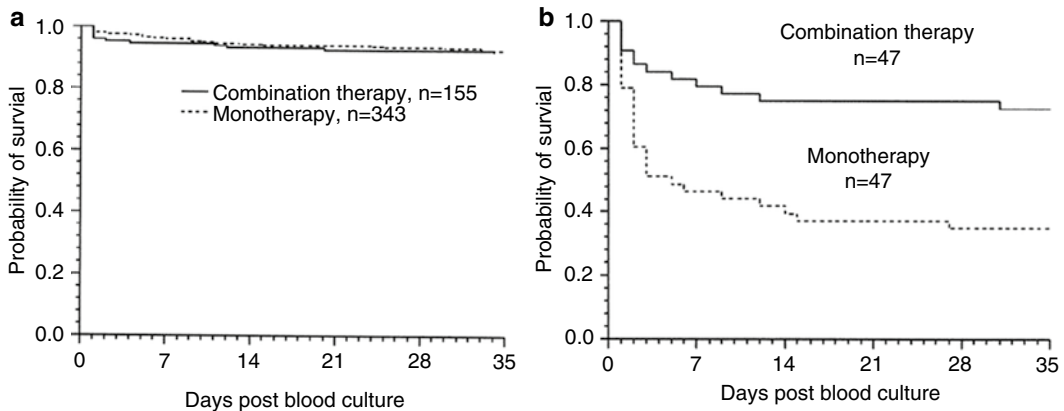 a
Probability of survial
1.0
0.8
0.6
0.4
0.2
0.0
Combination therapy, n=155
Monotherapy, n=343
0 7 14 21 28 35
Days post blood culture
b
Probability of survial
1.0
0.8
0.6
0.4
0.2
0.0
Combination therapy
n=47
Monotherapy
n=47
0 7 14 21 28 35
Days post blood culture